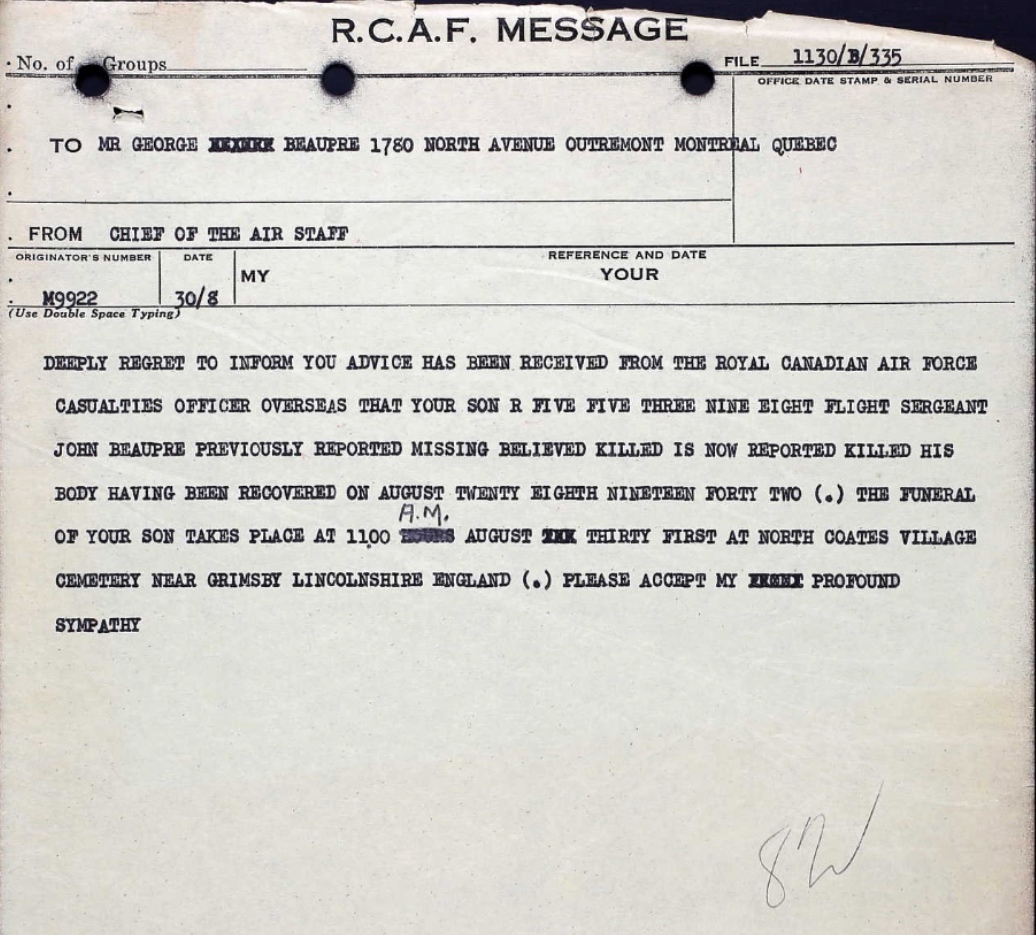 R.C.A.F. MESSAGE
No. of Groups
FILE 1130/B/335
OFFICE DATE STAMP & SERIAL NUMBER
TO MR GEORGE BEAUPRE 1780 NORTH AVENUE OUTREMONT MONTREAL QUEBEC
FROM CHIEF OF THE AIR STAFF
ORIGINATOR'S NUMBER DATE REFERENCE AND DATE
MY YOUR
M9922 30/8
(Use Double Space Typing)
DEEPLY REGRET TO INFORM YOU ADVICE HAS BEEN RECEIVED FROM THE ROYAL CANADIAN AIR FORCE
CASUALTIES OFFICER OVERSEAS THAT YOUR SON R FIVE FIVE THREE NINE EIGHT FLIGHT SERGEANT
JOHN BEAUPRE PREVIOUSLY REPORTED MISSING BELIEVED KILLED IS NOW REPORTED KILLED HIS
BODY HAVING BEEN RECOVERED ON AUGUST TWENTY EIGHTH NINETEEN FORTY TWO (.) THE FUNERAL
A.M.
OF YOUR SON TAKES PLACE AT 11.00 HOURS AUGUST THIRTY FIRST AT NORTH COATES VILLAGE
CEMETERY NEAR GRIMSBY LINCOLNSHIRE ENGLAND (.) PLEASE ACCEPT MY PROFOUND
SYMPATHY